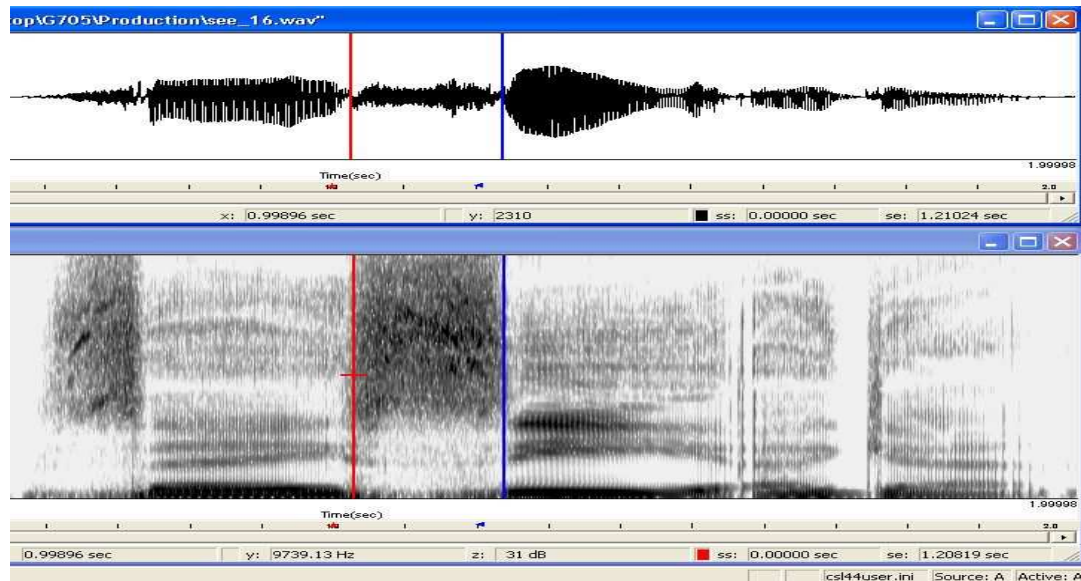 op\G705\Production\see_16.wav"
1.99998
Time(sec)
2.0
x: 0.99896 sec y: 2310 ss: 0.00000 sec se: 1.21024 sec
1.99998
Time(sec)
2.0
0.99896 sec y: 9739.13 Hz z: 31 dB ss: 0.00000 sec se: 1.20819 sec
csl44user.ini Source: A Active: A